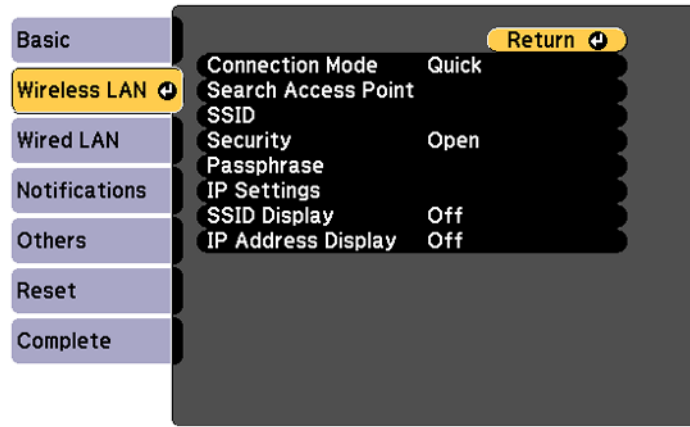 Basic
Wireless LAN
Wired LAN
Notifications
Others
Reset
Complete
Return
Connection Mode Quick
Search Access Point
SSID
Security Open
Passphrase
IP Settings
SSID Display Off
IP Address Display Off